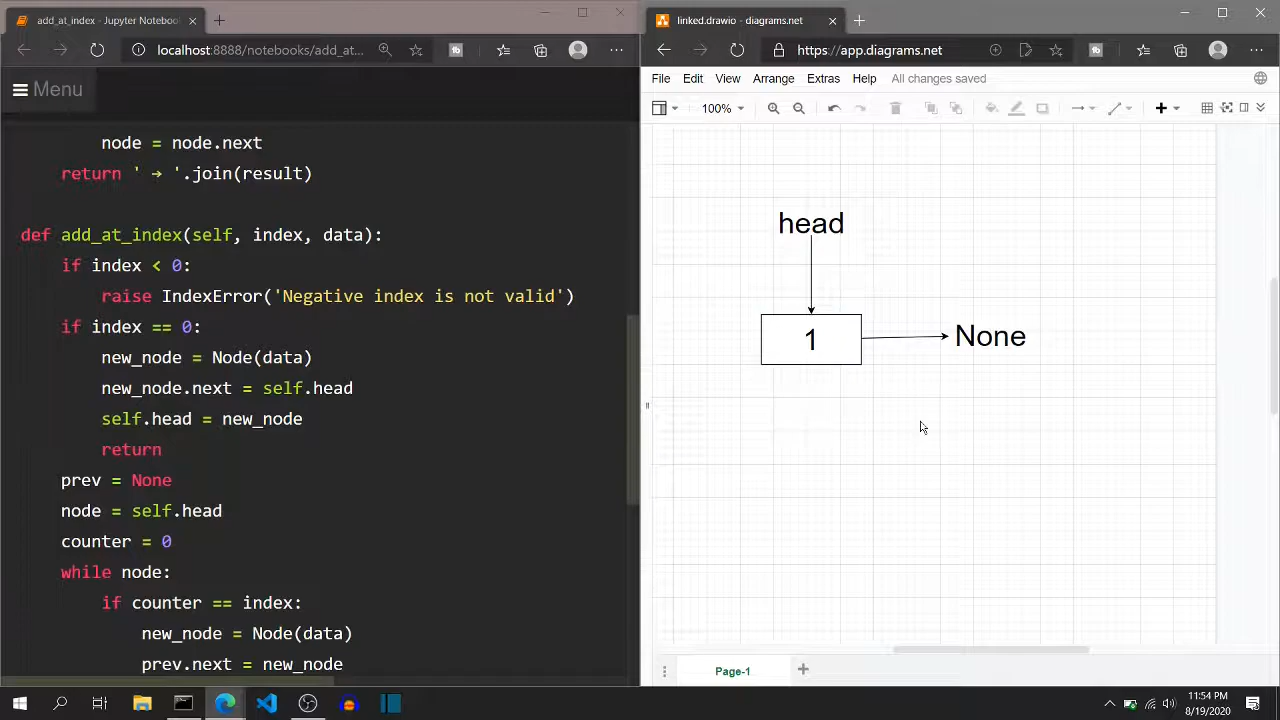 add_at_index - Jupyter Notebook
localhost:8888/notebooks/add_at...
Menu
node = node.next
return ' → '.join(result)
def add_at_index(self, index, data):
if index < 0:
raise IndexError('Negative index is not valid')
if index == 0:
new_node = Node(data)
new_node.next = self.head
self.head = new_node
return
prev = None
node = self.head
counter = 0
while node:
if counter == index:
new_node = Node(data)
prev.next = new_node
linked.drawio - diagrams.net
https://app.diagrams.net
File Edit View Arrange Extras Help All changes saved
100%
head
1
None
Page-1
11:54 PM
8/19/2020